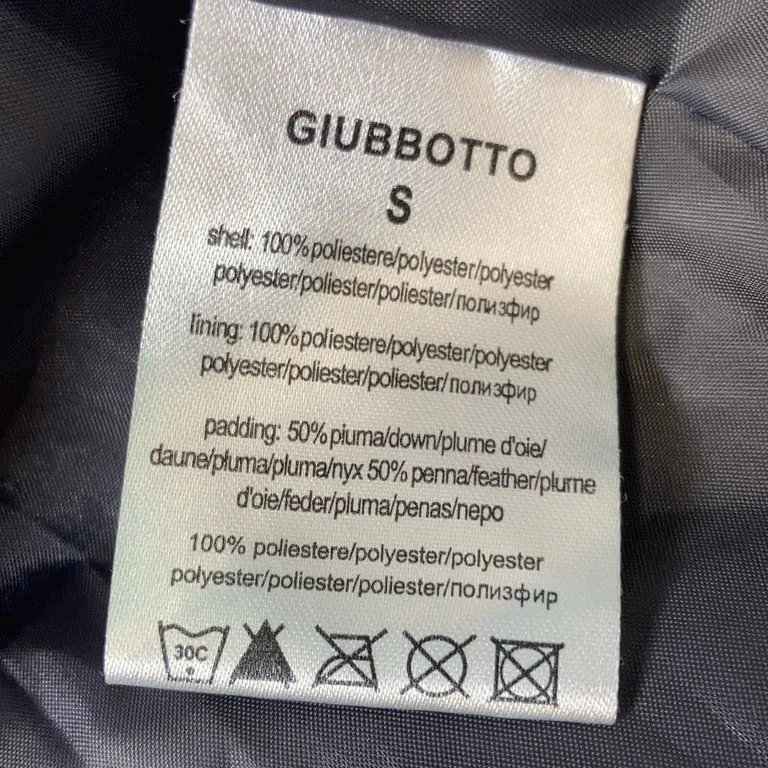 GIUBBOTTO
S
shell: 100% poliestere/polyester/polyester
polyester/poliester/poliester/полизфир
lining: 100% poliestere/polyester/polyester
polyester/poliester/poliester/полизфир
padding: 50% piuma/down/plume d'oie/
daune/pluma/pluma/nyx 50% penna/feather/plume
d'oie/feder/piuma/penas/nepo
100% poliestere/polyester/polyester
polyester/poliester/poliester/полизфир
30C